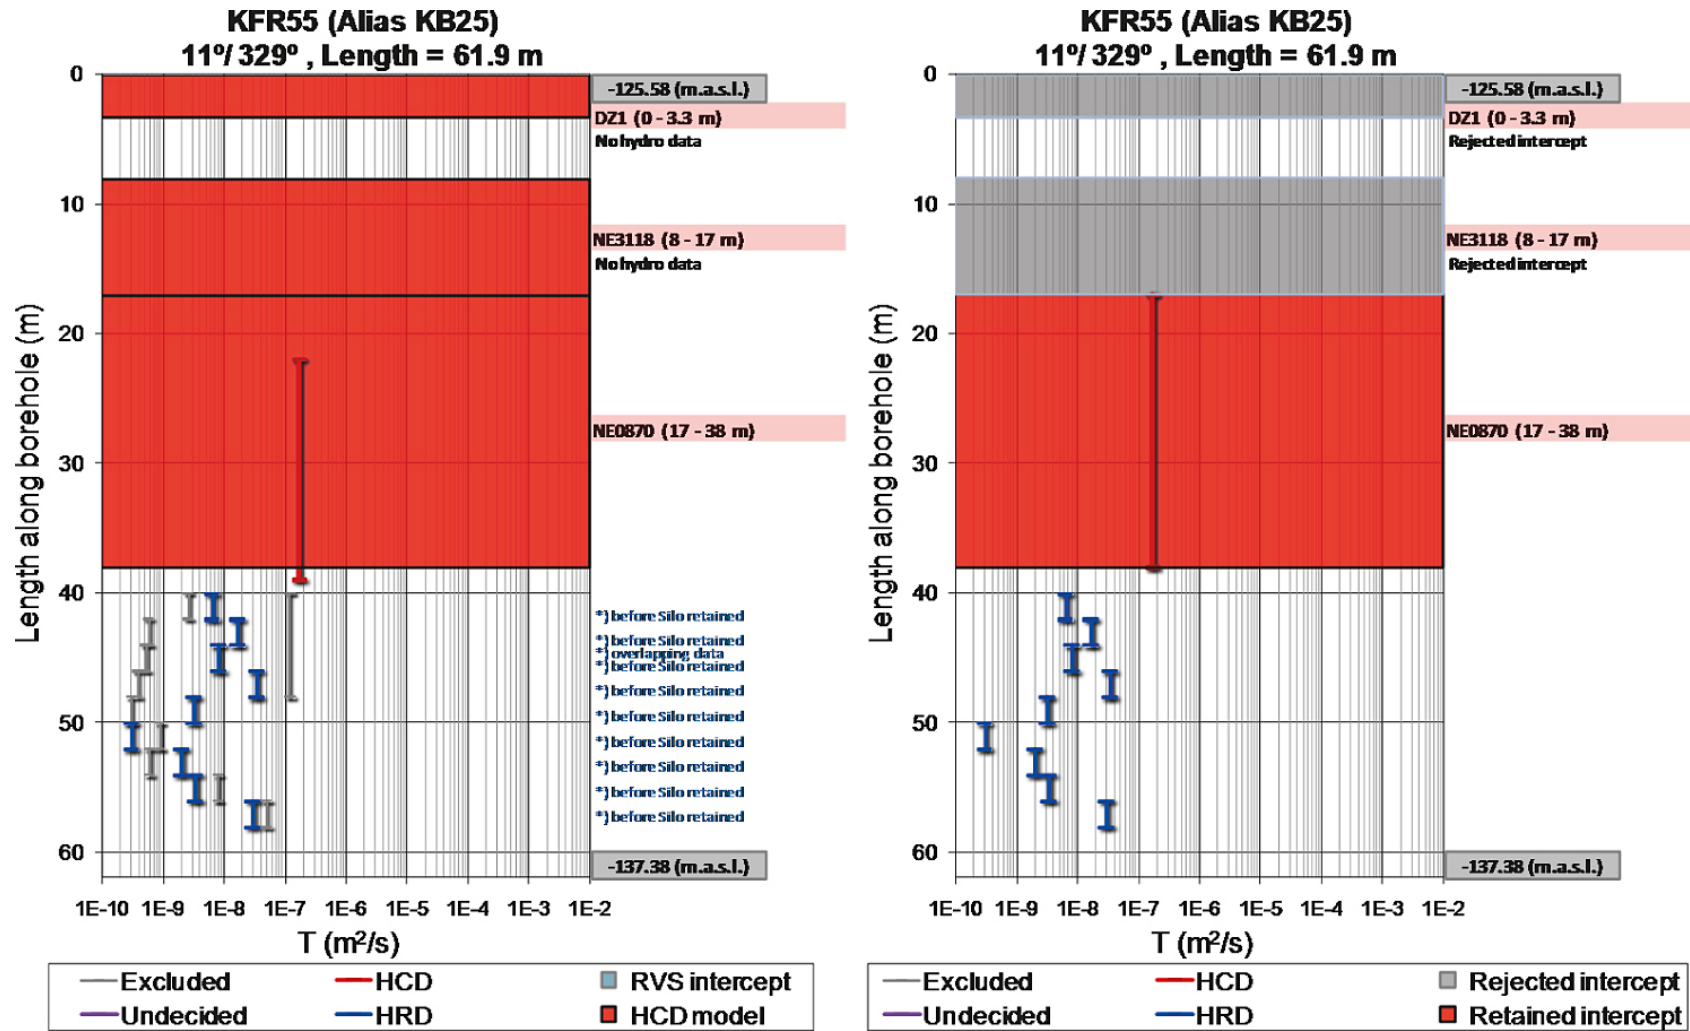 KFR55 (Alias KB25)
11º/ 329º , Length = 61.9 m
Length along borehole (m)
0
10
20
30
40
50
60
-125.58 (m.a.s.l.)
DZ1 (0 - 3.3 m)
No hydro data
NE3118 (8 - 17 m)
No hydro data
NE0870 (17 - 38 m)
*) before Silo retained
*) before Silo retained
*) overlapping data
*) before Silo retained
*) before Silo retained
*) before Silo retained
*) before Silo retained
*) before Silo retained
*) before Silo retained
*) before Silo retained
-137.38 (m.a.s.l.)
1E-10 1E-9 1E-8 1E-7 1E-6 1E-5 1E-4 1E-3 1E-2
T (m²/s)
Excluded HCD RVS intercept
Undecided HRD HCD model
KFR55 (Alias KB25)
11º/ 329º , Length = 61.9 m
Length along borehole (m)
0
10
20
30
40
50
60
-125.58 (m.a.s.l.)
DZ1 (0 - 3.3 m)
Rejected intercept
NE3118 (8 - 17 m)
Rejected intercept
NE0870 (17 - 38 m)
-137.38 (m.a.s.l.)
1E-10 1E-9 1E-8 1E-7 1E-6 1E-5 1E-4 1E-3 1E-2
T (m²/s)
Excluded HCD Rejected intercept
Undecided HRD Retained intercept